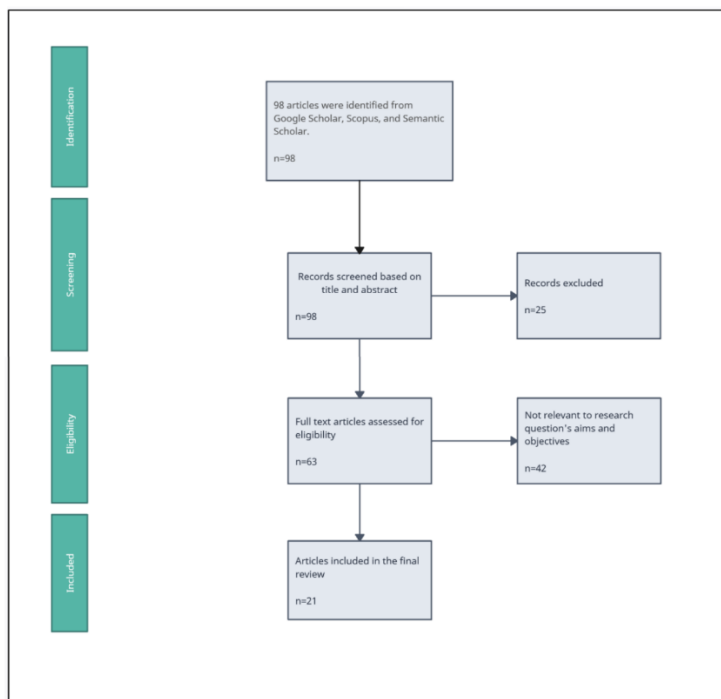 Identification
98 articles were identified from
Google Scholar, Scopus, and Semantic
Scholar.
n=98
Screening
Records screened based on
title and abstract
n=98
Records excluded
n=25
Eligibility
Full text articles assessed for
eligibility
n=63
Not relevant to research
question's aims and
objectives
n=42
Included
Articles included in the final
review
n=21